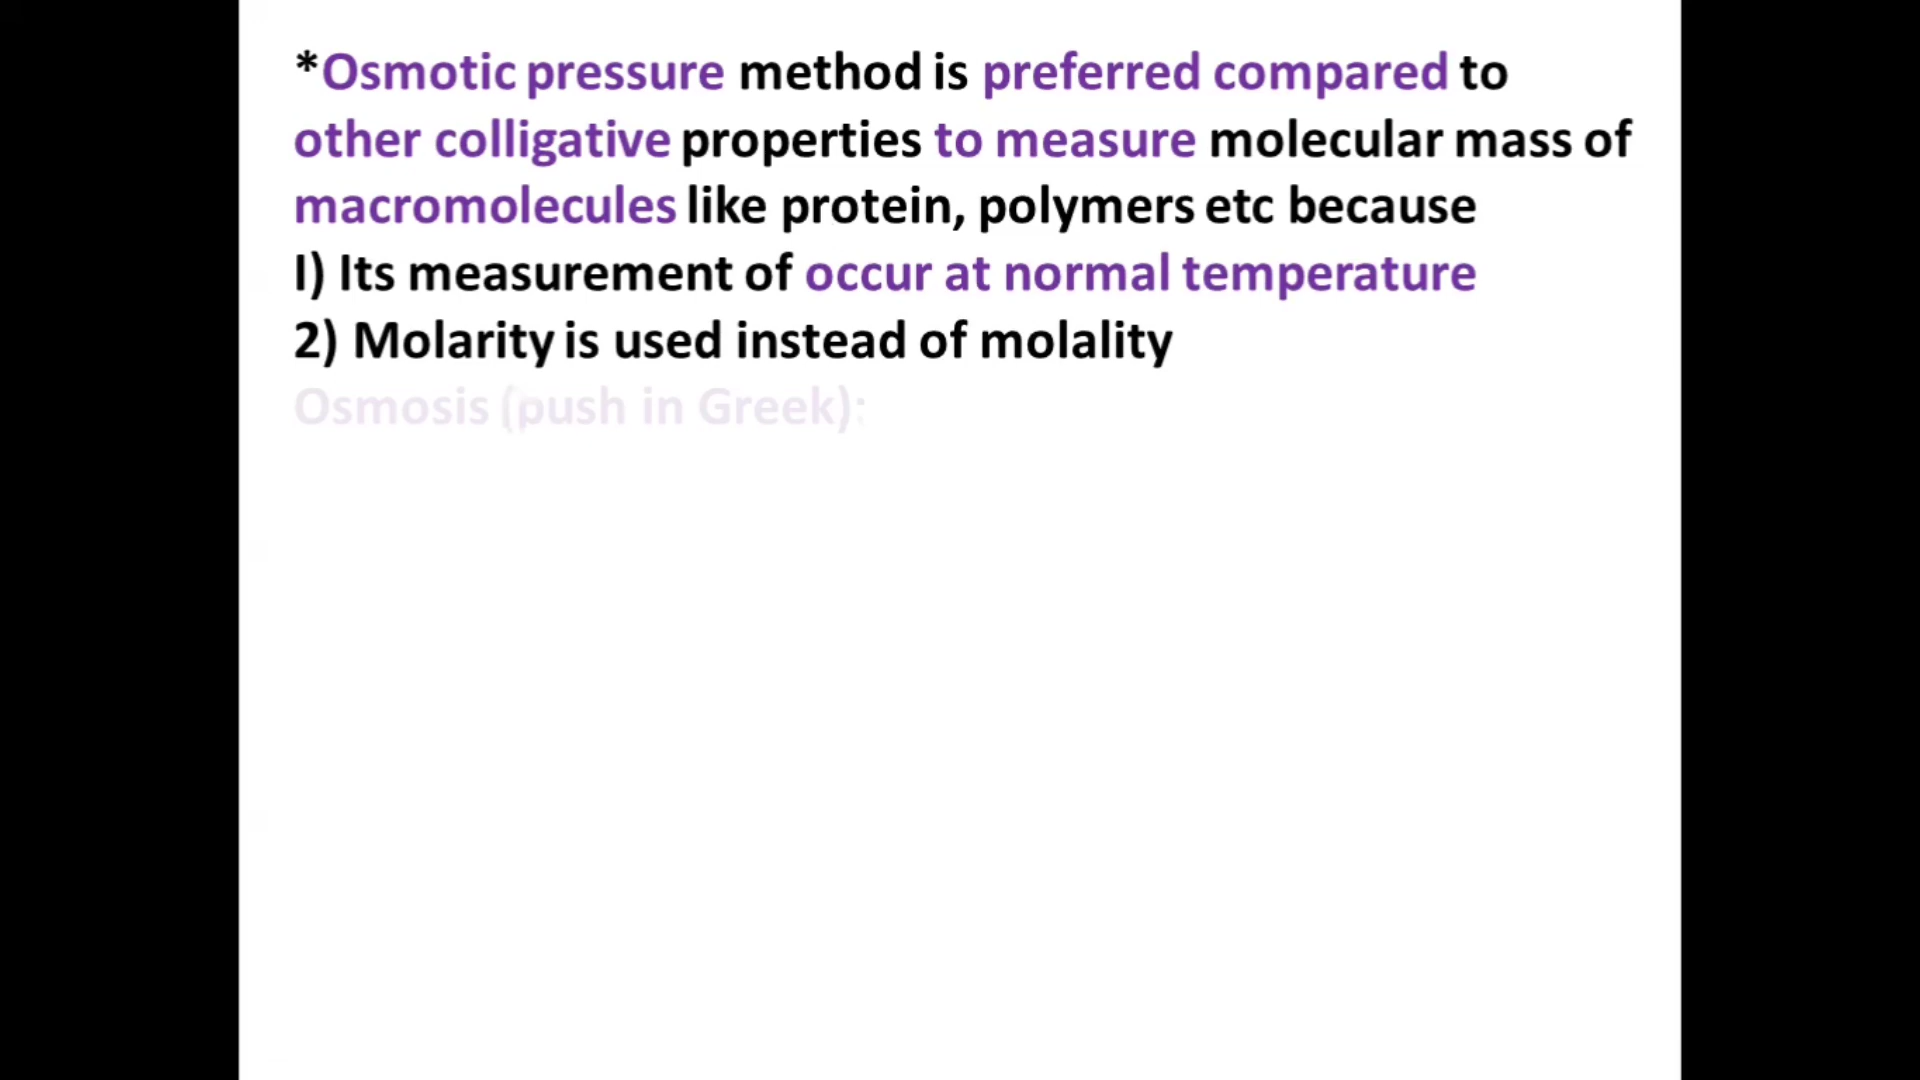 *Osmotic pressure method is preferred compared to
other colligative properties to measure molecular mass of
macromolecules like protein, polymers etc because
I) Its measurement of occur at normal temperature
2) Molarity is used instead of molality
Osmosis (push in Greek):